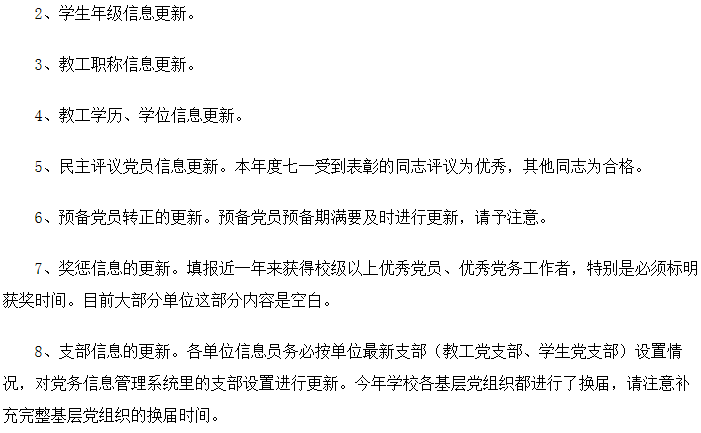 2、学生年级信息更新。
3、教工职称信息更新。
4、教工学历、学位信息更新。
5、民主评议党员信息更新。本年度七一受到表彰的同志评议为优秀，其他同志为合格。
6、预备党员转正的更新。预备党员预备期满要及时进行更新，请予注意。
7、奖惩信息的更新。填报近一年来获得校级以上优秀党员、优秀党务工作者，特别是必须标明
获奖时间。目前大部分单位这部分内容是空白。
8、支部信息的更新。各单位信息员务必按单位最新支部（教工党支部、学生党支部）设置情
况，对党务信息管理系统里的支部设置进行更新。今年学校各基层党组织都进行了换届，请注意补
充完整基层党组织的换届时间。